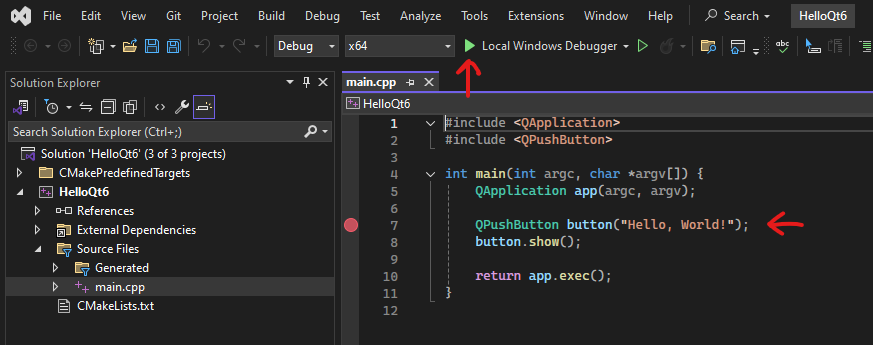 File Edit View Git Project Build Debug Test Analyze Tools Extensions Window Help Search HelloQt6
Debug x64 Local Windows Debugger abc
Solution Explorer
Search Solution Explorer (Ctrl+;)
Solution 'HelloQt6' (3 of 3 projects)
CMakePredefinedTargets
HelloQt6
References
External Dependencies
Source Files
Generated
main.cpp
CMakeLists.txt
main.cpp
HelloQt6
1 #include <QApplication>
2 #include <QPushButton>
3
4 int main(int argc, char *argv[]) {
5 QApplication app(argc, argv);
6
7 QPushButton button("Hello, World!");
8 button.show();
9
10 return app.exec();
11 }
12